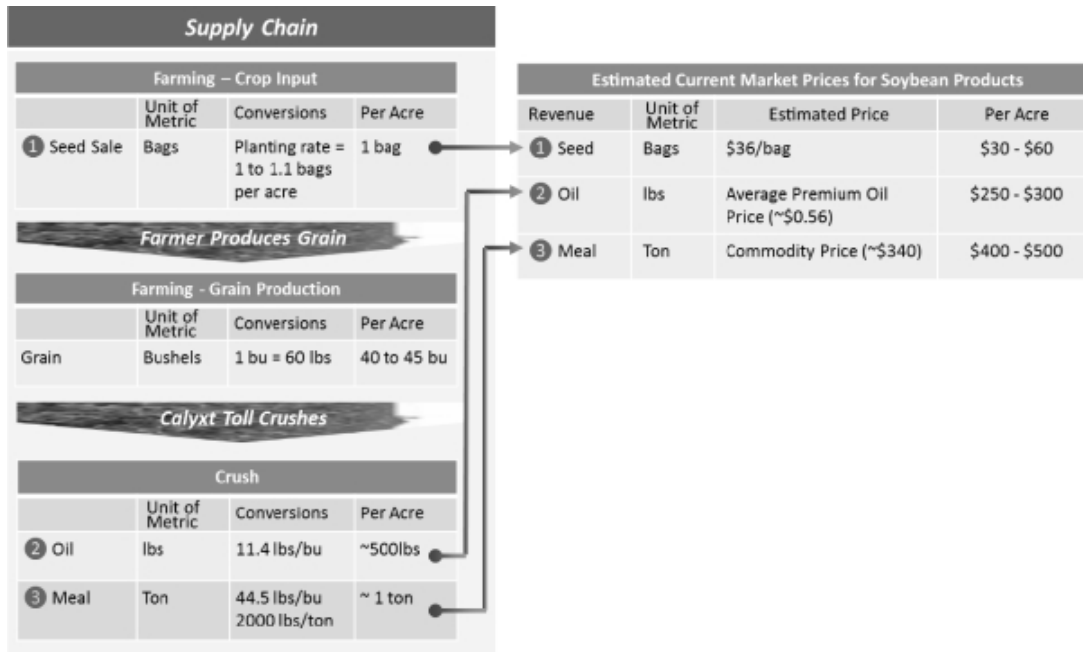 Supply Chain
Farming – Crop Input
Unit of Metric Conversions Per Acre
1 Seed Sale Bags Planting rate = 1 bag
1 to 1.1 bags
per acre
Farmer Produces Grain
Farming - Grain Production
Unit of Metric Conversions Per Acre
Grain Bushels 1 bu = 60 lbs 40 to 45 bu
Calyxt Toll Crushes
Crush
Unit of Metric Conversions Per Acre
2 Oil lbs 11.4 lbs/bu ~500lbs
3 Meal Ton 44.5 lbs/bu ~ 1 ton
2000 lbs/ton
Estimated Current Market Prices for Soybean Products
Revenue Unit of Metric Estimated Price Per Acre
1 Seed Bags $36/bag $30 - $60
2 Oil lbs Average Premium Oil $250 - $300
Price (~$0.56)
3 Meal Ton Commodity Price (~$340) $400 - $500